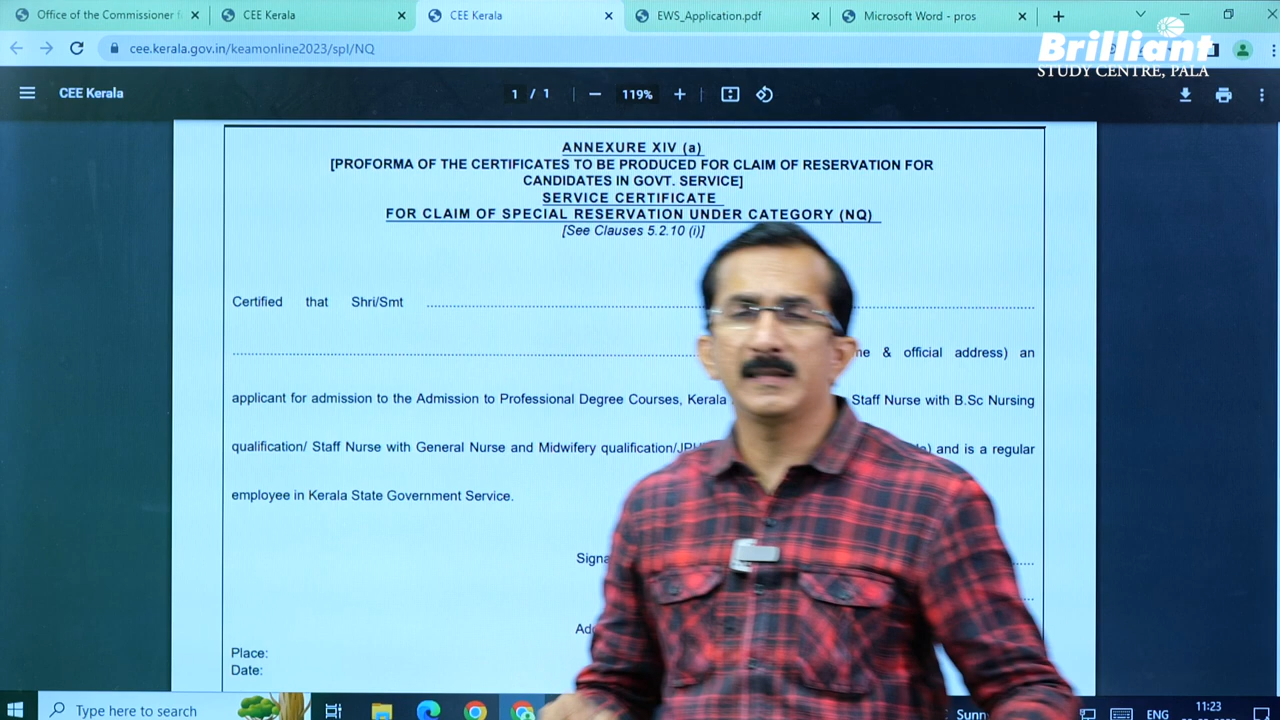 Office of the Commissioner f
CEE Kerala
CEE Kerala
EWS_Application.pdf
Microsoft Word - pros
cee.kerala.gov.in/keamonline2023/spl/NQ
Brilliant
STUDY CENTRE, PALA
CEE Kerala
1 / 1
119%
ANNEXURE XIV (a)
[PROFORMA OF THE CERTIFICATES TO BE PRODUCED FOR CLAIM OF RESERVATION FOR
CANDIDATES IN GOVT. SERVICE]
SERVICE CERTIFICATE
FOR CLAIM OF SPECIAL RESERVATION UNDER CATEGORY (NQ)
[See Clauses 5.2.10 (i)]
Certified that Shri/Smt
& official address) an
applicant for admission to the Admission to Professional Degree Courses, Kerala Staff Nurse with B.Sc Nursing
qualification/ Staff Nurse with General Nurse and Midwifery qualification/ and is a regular
employee in Kerala State Government Service.
Place:
Date:
Type here to search
ENG
11:23